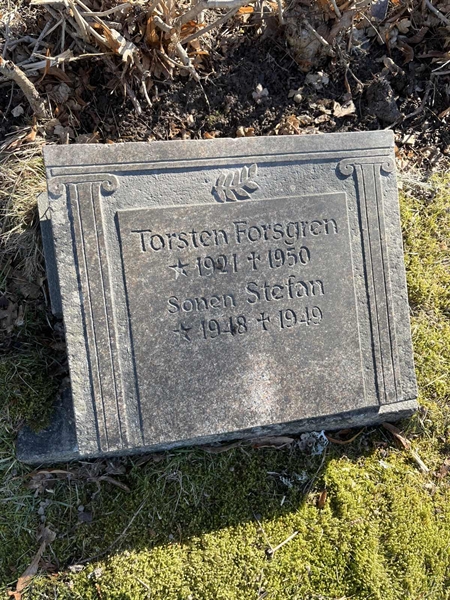 Torsten Forsgren
* 1921 ✝ 1950
Sonen Stefan
* 1948 ✝ 1949